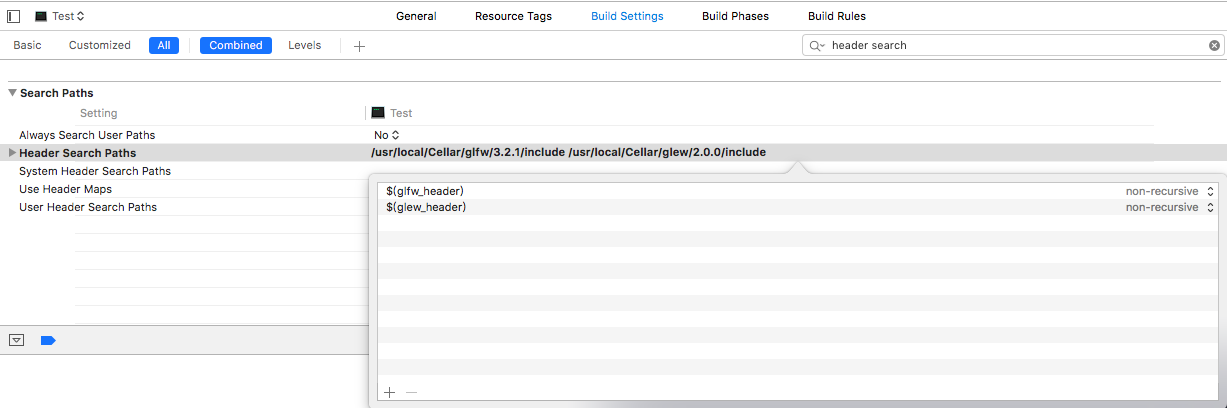 Test General Resource Tags Build Settings Build Phases Build Rules
Basic Customized All Combined Levels + header search
Search Paths
Setting Test
Always Search User Paths No
Header Search Paths /usr/local/Cellar/glfw/3.2.1/include /usr/local/Cellar/glew/2.0.0/include
System Header Search Paths
Use Header Maps
User Header Search Paths
$(glfw_header) non-recursive
$(glew_header) non-recursive